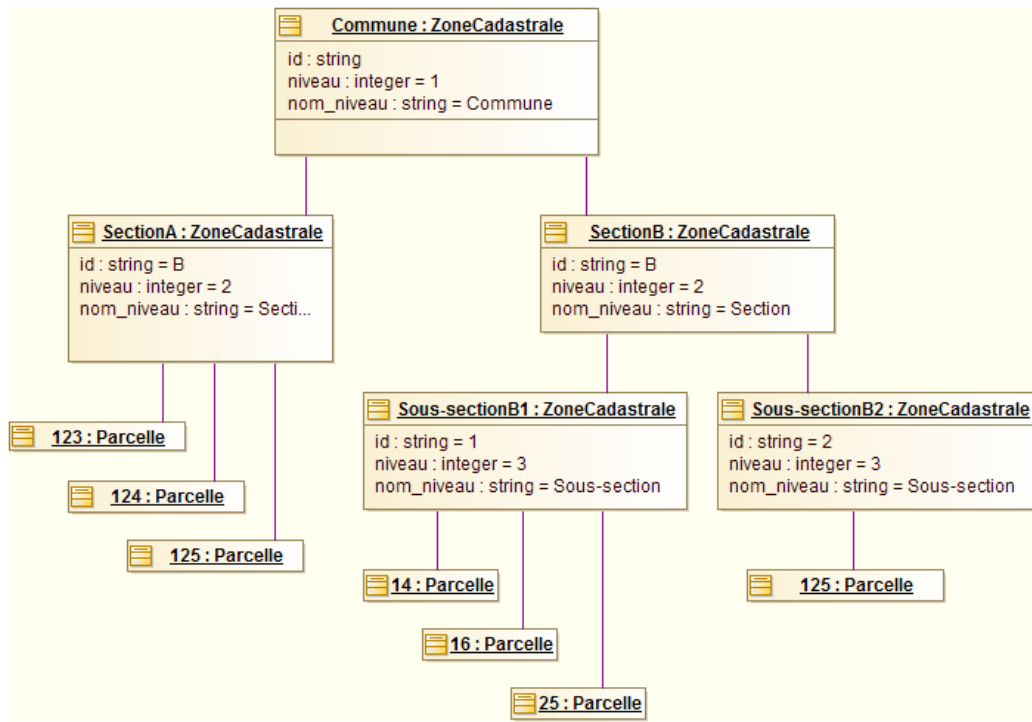 Commune : ZoneCadastrale
id : string
niveau : integer = 1
nom_niveau : string = Commune
SectionA : ZoneCadastrale
id : string = B
niveau : integer = 2
nom_niveau : string = Secti...
SectionB : ZoneCadastrale
id : string = B
niveau : integer = 2
nom_niveau : string = Section
Sous-sectionB1 : ZoneCadastrale
id : string = 1
niveau : integer = 3
nom_niveau : string = Sous-section
Sous-sectionB2 : ZoneCadastrale
id : string = 2
niveau : integer = 3
nom_niveau : string = Sous-section
123 : Parcelle
124 : Parcelle
125 : Parcelle
14 : Parcelle
16 : Parcelle
25 : Parcelle
125 : Parcelle